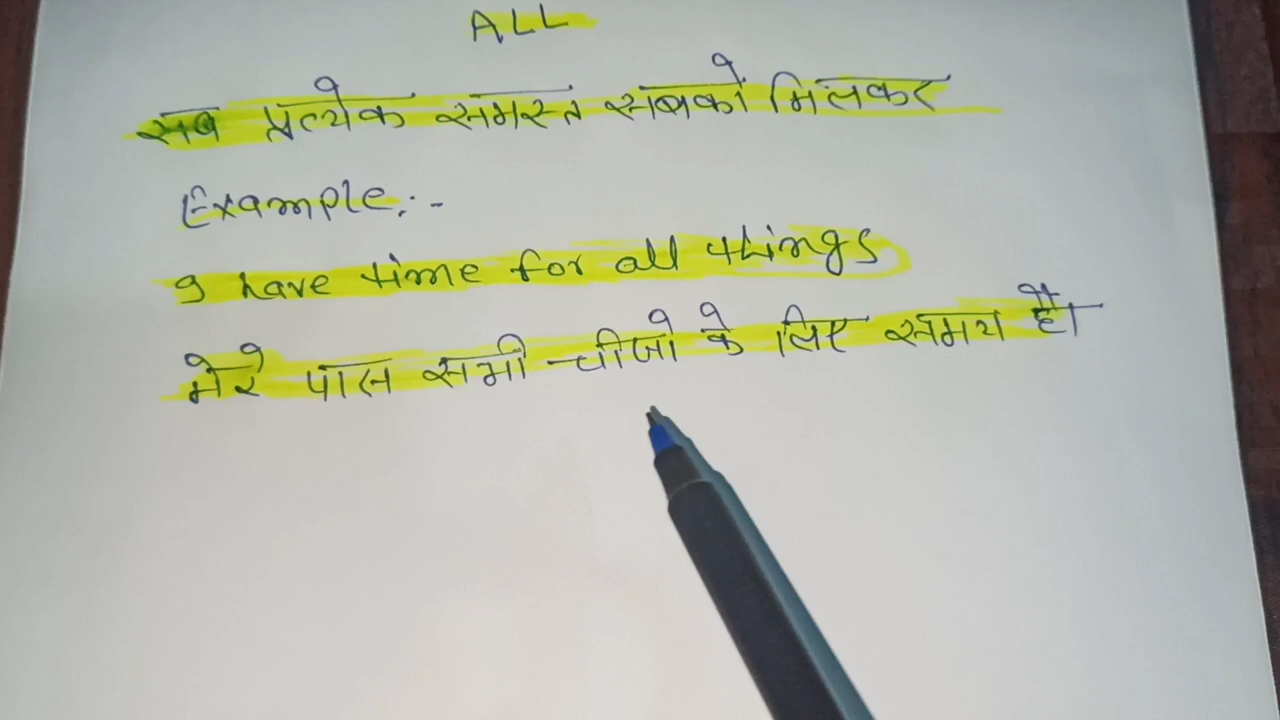 ALL
सब प्रत्येक समस्त सबको मिलकर
Example:-
I have time for all things
मेरे पास सभी चीजो के लिए समय है।